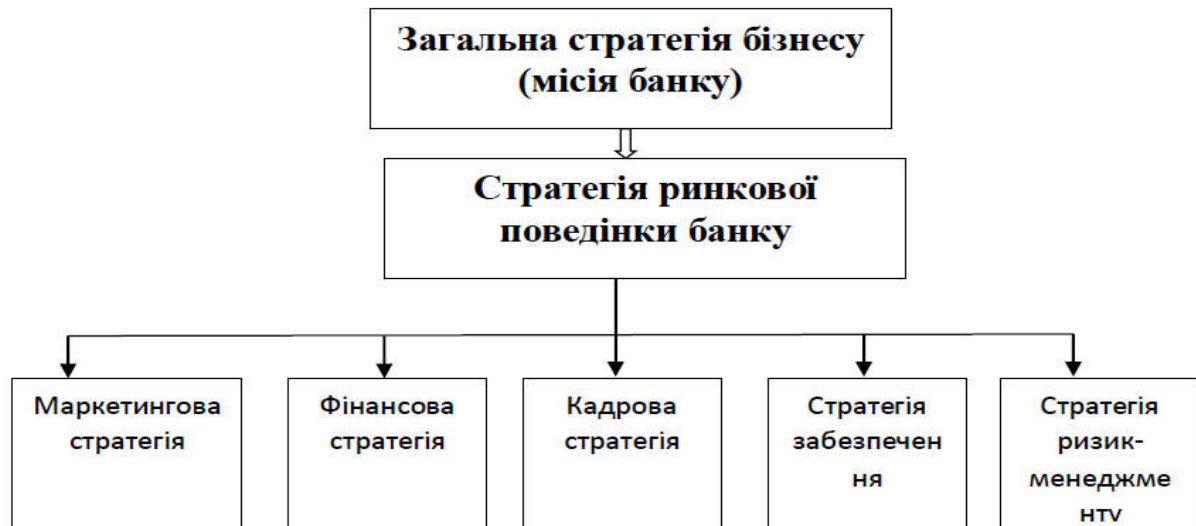 Загальна стратегія бізнесу
(місія банку)
Стратегія ринкової
поведінки банку
Маркетингова
стратегія
Фінансова
стратегія
Кадрова
стратегія
Стратегія
забезпечен
ня
Стратегія
ризик-
менеджме
нту